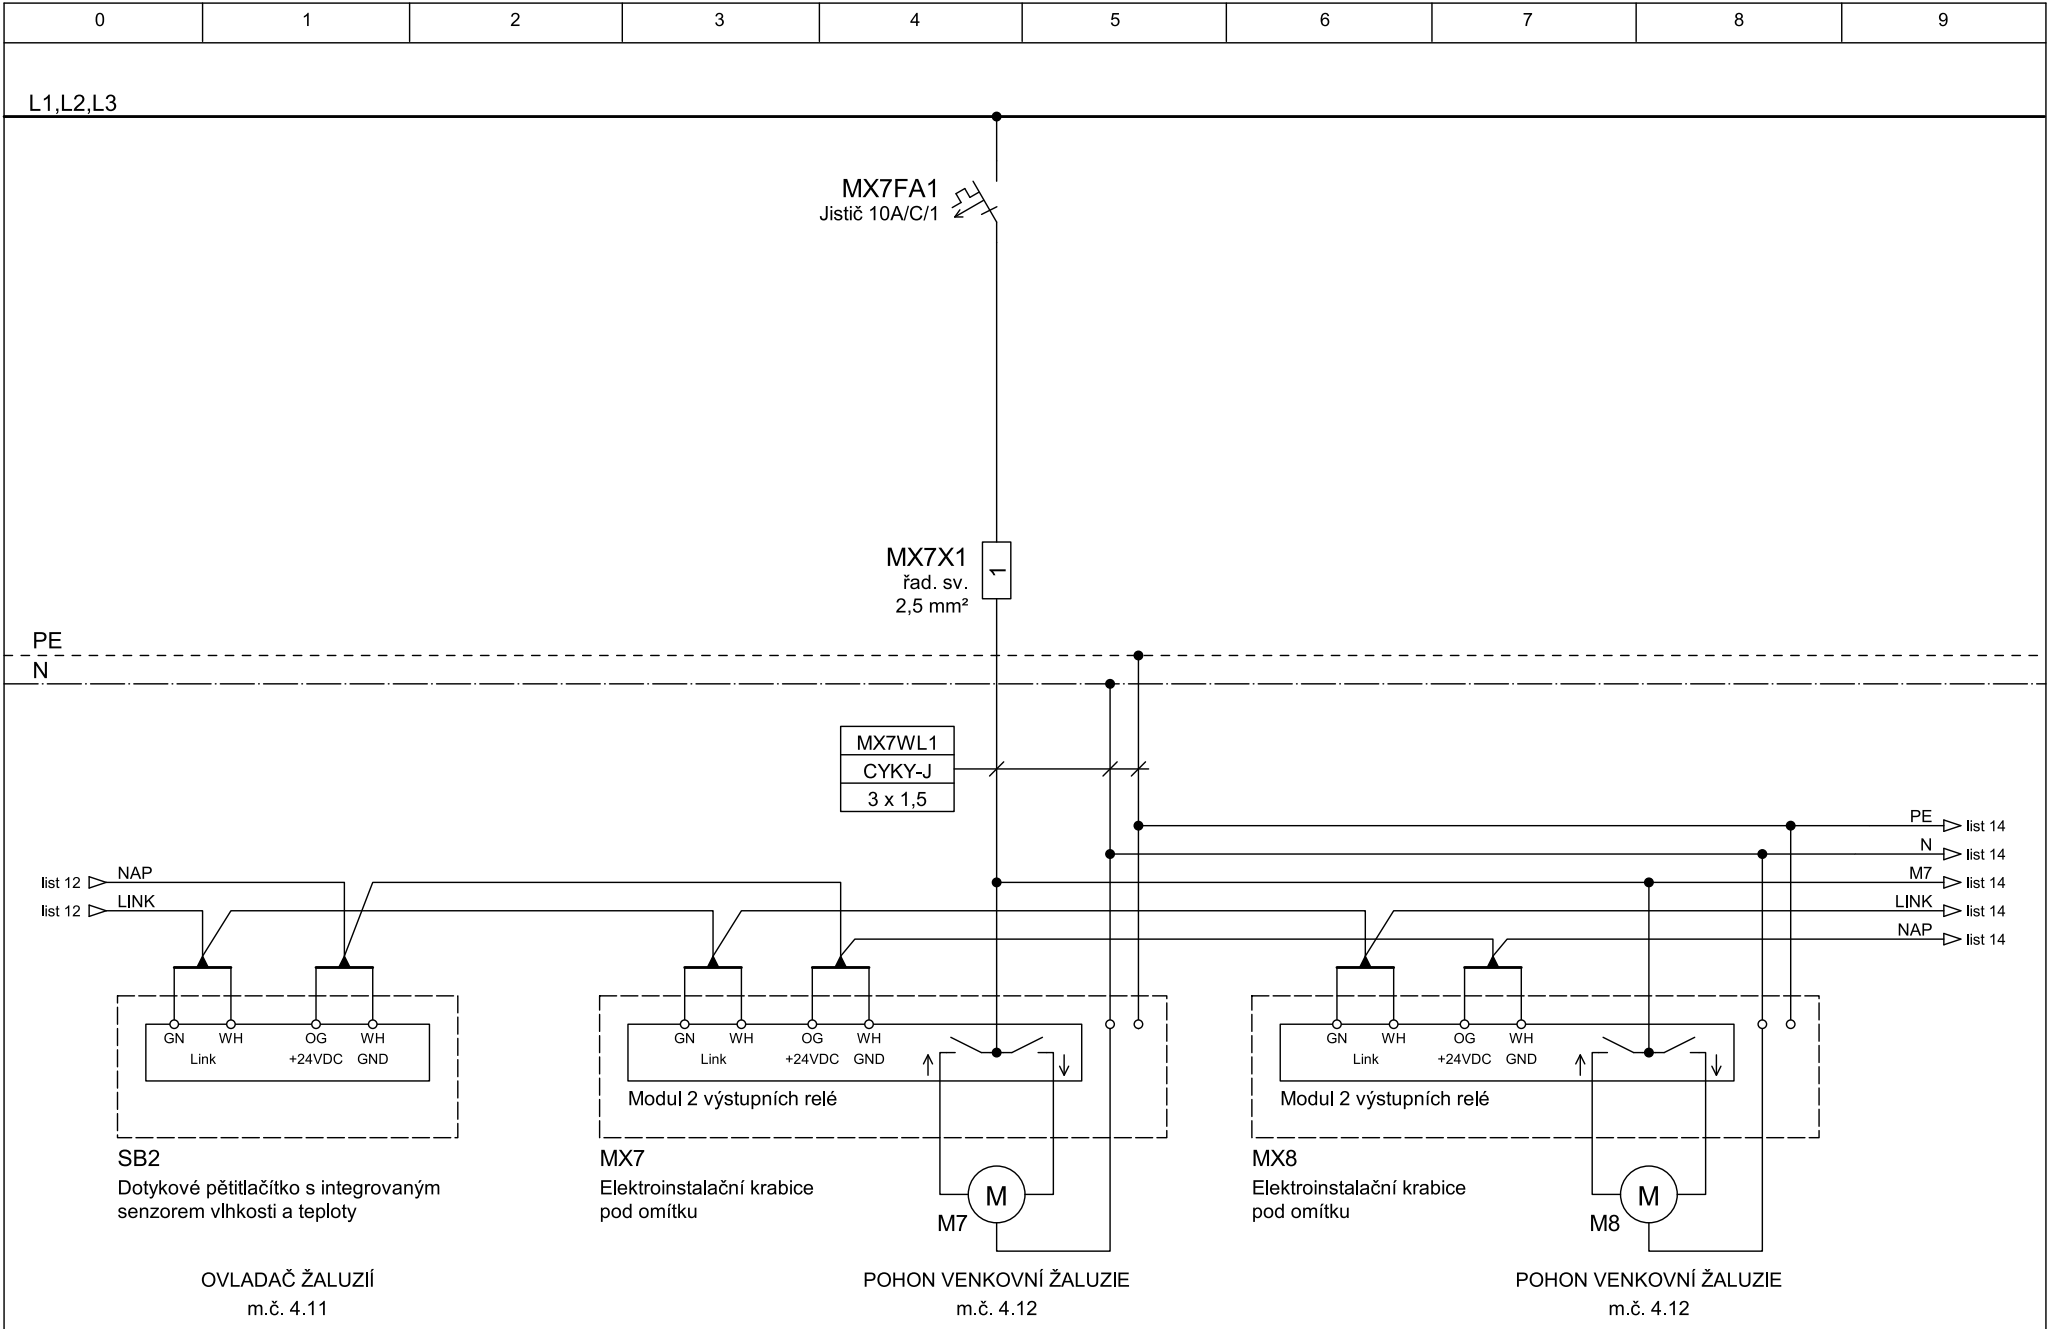 0 1 2 3 4 5 6 7 8 9
L1,L2,L3
MX7FA1
Jistič 10A/C/1
MX7X1
řad. sv.
2,5 mm²
1
PE
N
MX7WL1
CYKY-J
3 x 1,5
PE list 14
N list 14
list 12 NAP
M7 list 14
list 12 LINK
LINK list 14
NAP list 14
GN WH OG WH
Link +24VDC GND
GN WH OG WH
Link +24VDC GND
Modul 2 výstupních relé
GN WH OG WH
Link +24VDC GND
Modul 2 výstupních relé
SB2
Dotykové pětitlačítko s integrovaným
senzorem vlhkosti a teploty
MX7
Elektroinstalační krabice
pod omítku
M
M7
MX8
Elektroinstalační krabice
pod omítku
M
M8
OVLADAČ ŽALUZIÍ
m.č. 4.11
POHON VENKOVNÍ ŽALUZIE
m.č. 4.12
POHON VENKOVNÍ ŽALUZIE
m.č. 4.12